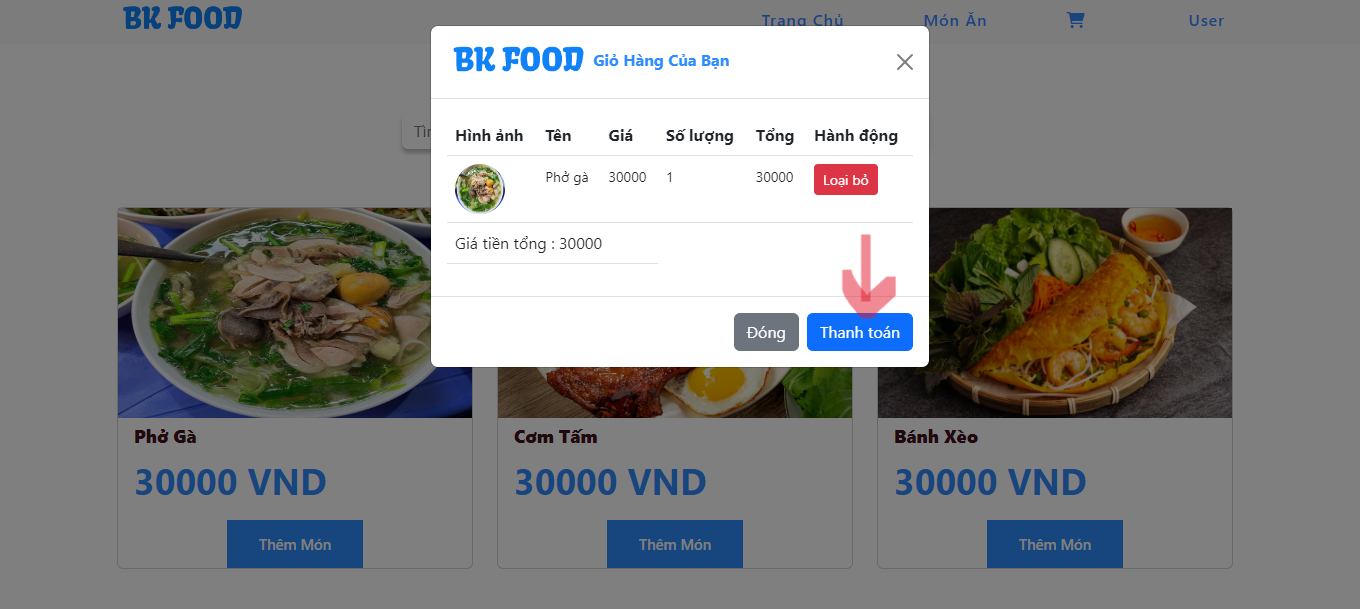 BK FOOD
Trang Chủ
Món Ăn
User
BK FOOD Giỏ Hàng Của Bạn
Hình ảnh Tên Giá Số lượng Tổng Hành động
Phở gà 30000 1 30000 Loại bỏ
Giá tiền tổng : 30000
Đóng
Thanh toán
Phở Gà
30000 VND
Thêm Món
Cơm Tấm
30000 VND
Thêm Món
Bánh Xèo
30000 VND
Thêm Món